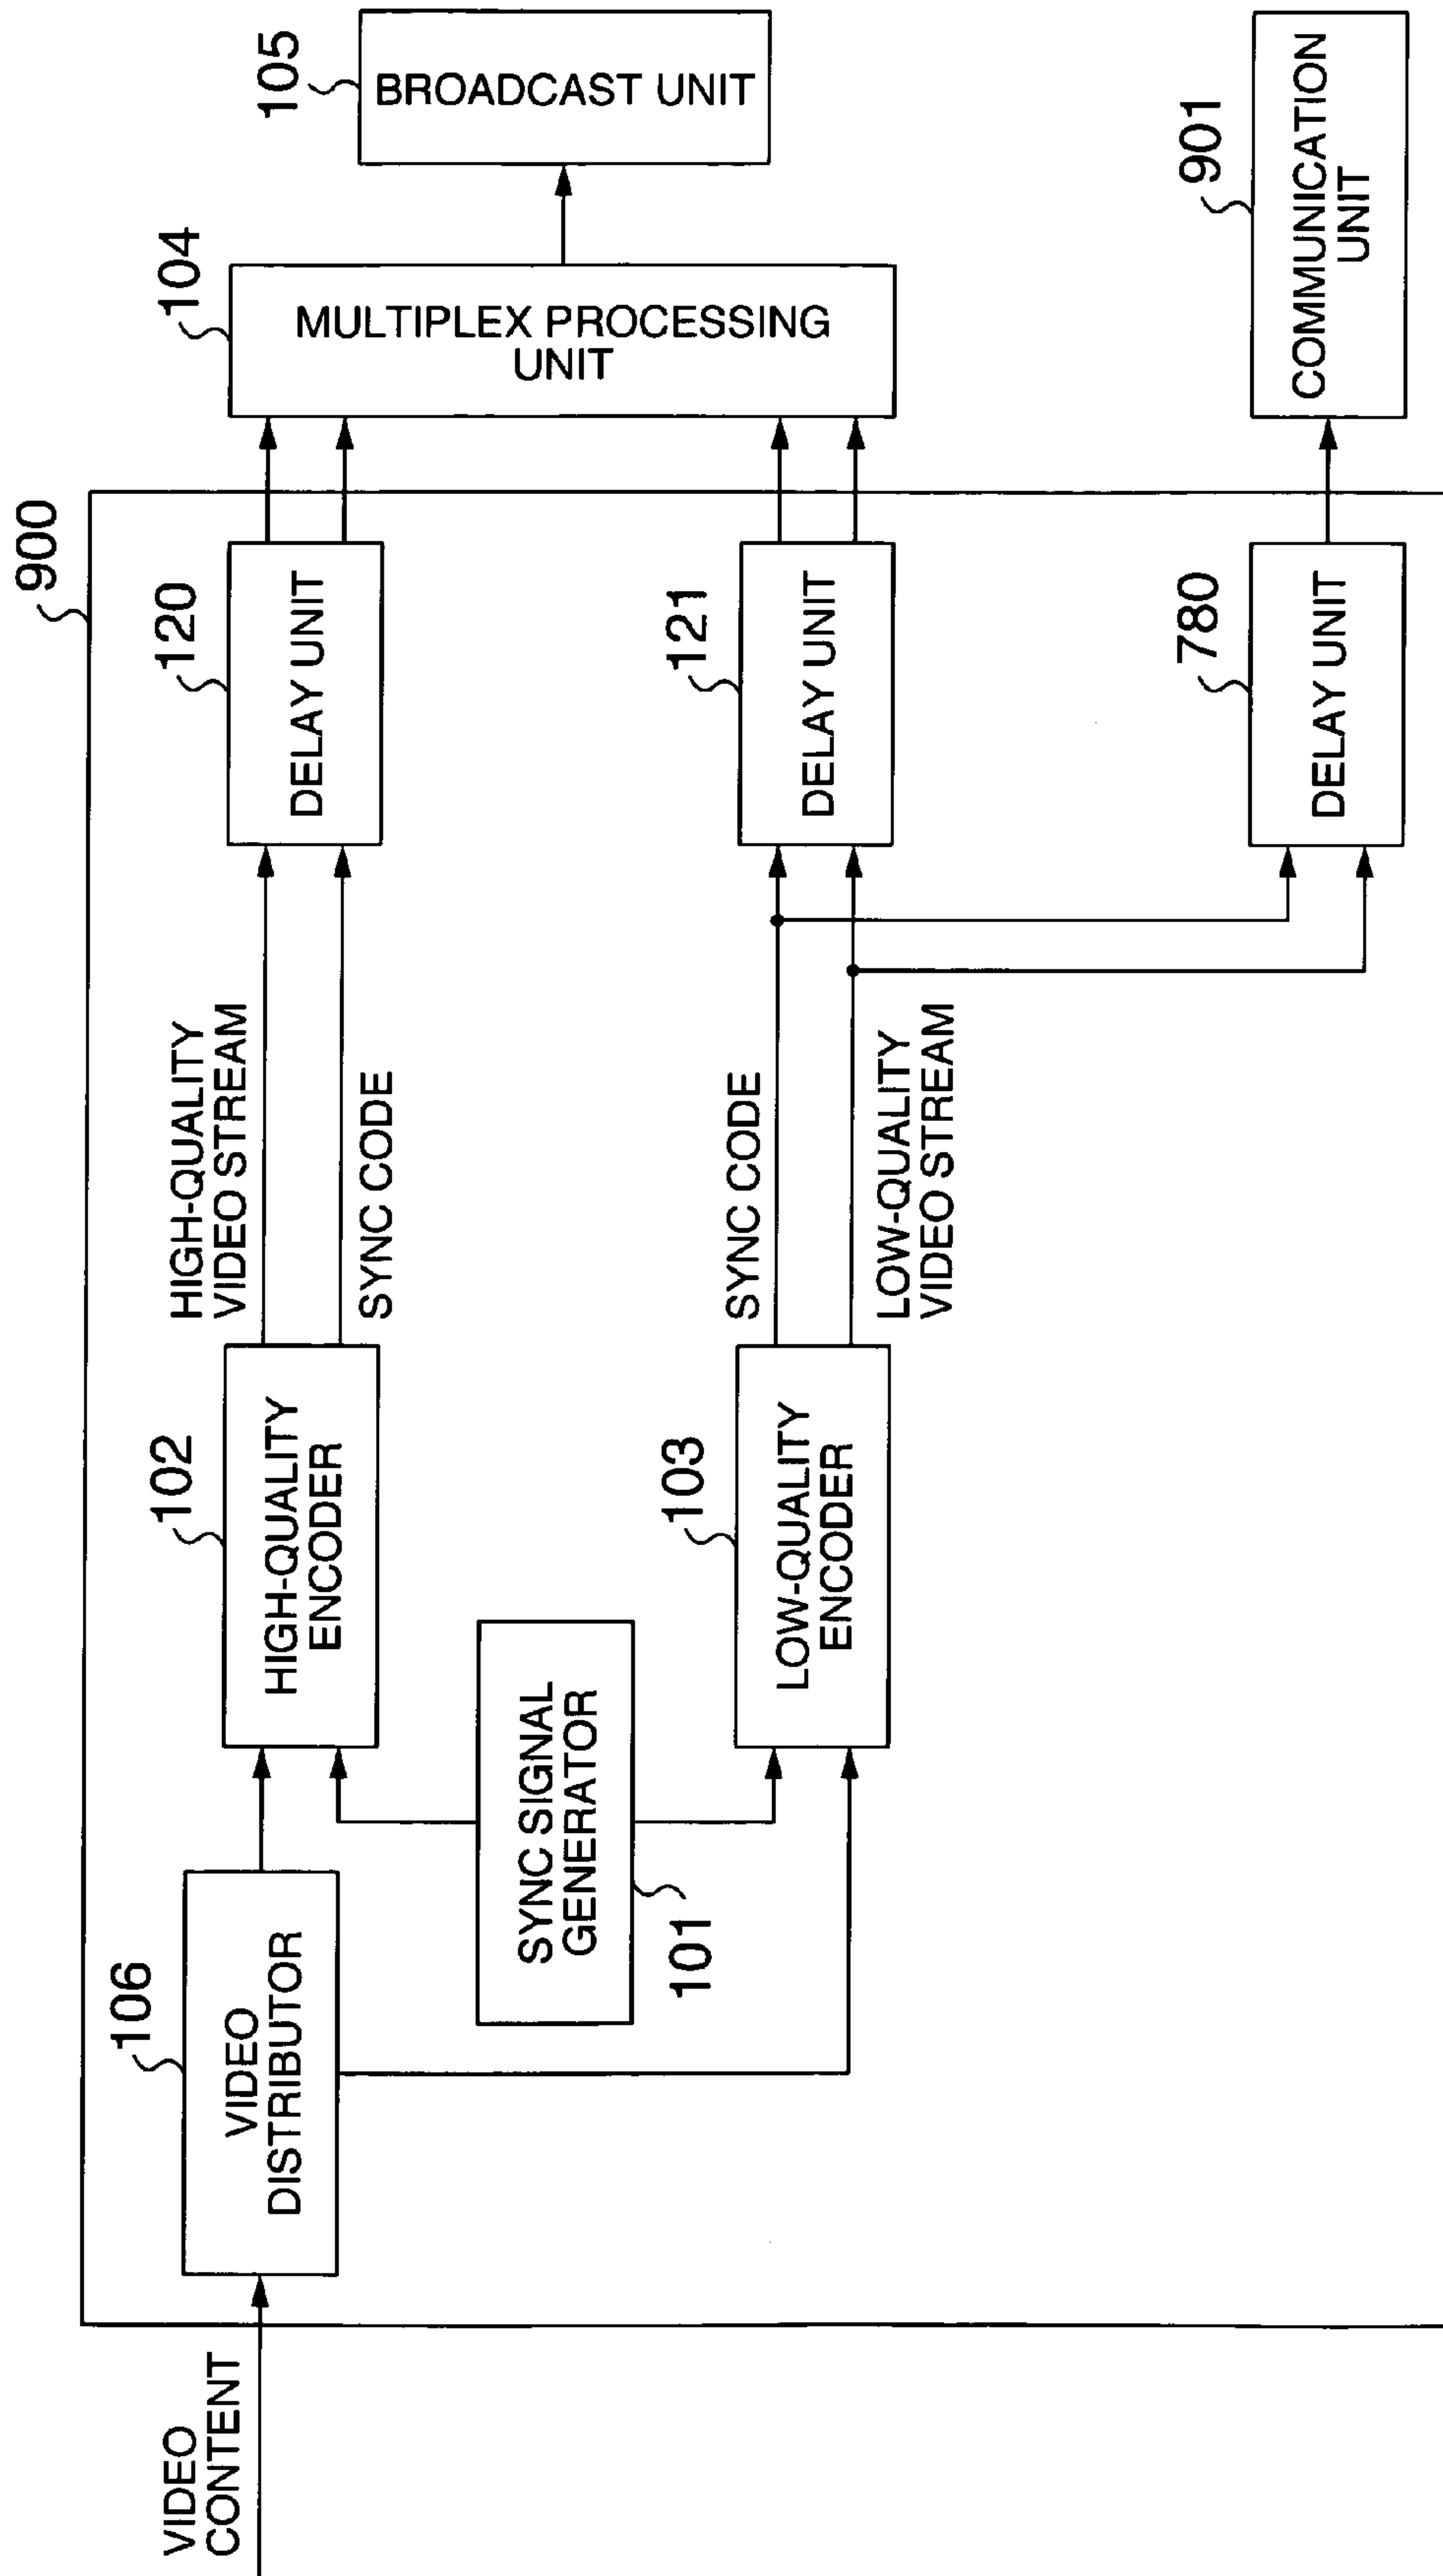 900
VIDEO
CONTENT
106
VIDEO
DISTRIBUTOR
102
HIGH-QUALITY
ENCODER
HIGH-QUALITY
VIDEO STREAM
SYNC CODE
120
DELAY UNIT
104
MULTIPLEX PROCESSING
UNIT
105
BROADCAST UNIT
SYNC SIGNAL
GENERATOR
101
103
LOW-QUALITY
ENCODER
SYNC CODE
LOW-QUALITY
VIDEO STREAM
121
DELAY UNIT
780
DELAY UNIT
901
COMMUNICATION
UNIT